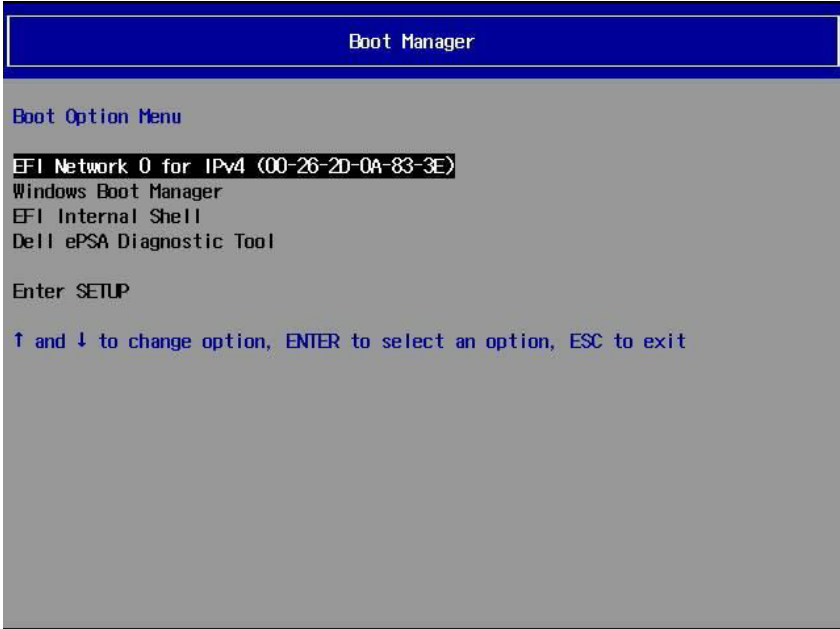 Boot Manager
Boot Option Menu
EFI Network 0 for IPv4 (00-26-2D-0A-83-3E)
Windows Boot Manager
EFI Internal Shell
Dell ePSA Diagnostic Tool
Enter SETUP
↑ and ↓ to change option, ENTER to select an option, ESC to exit